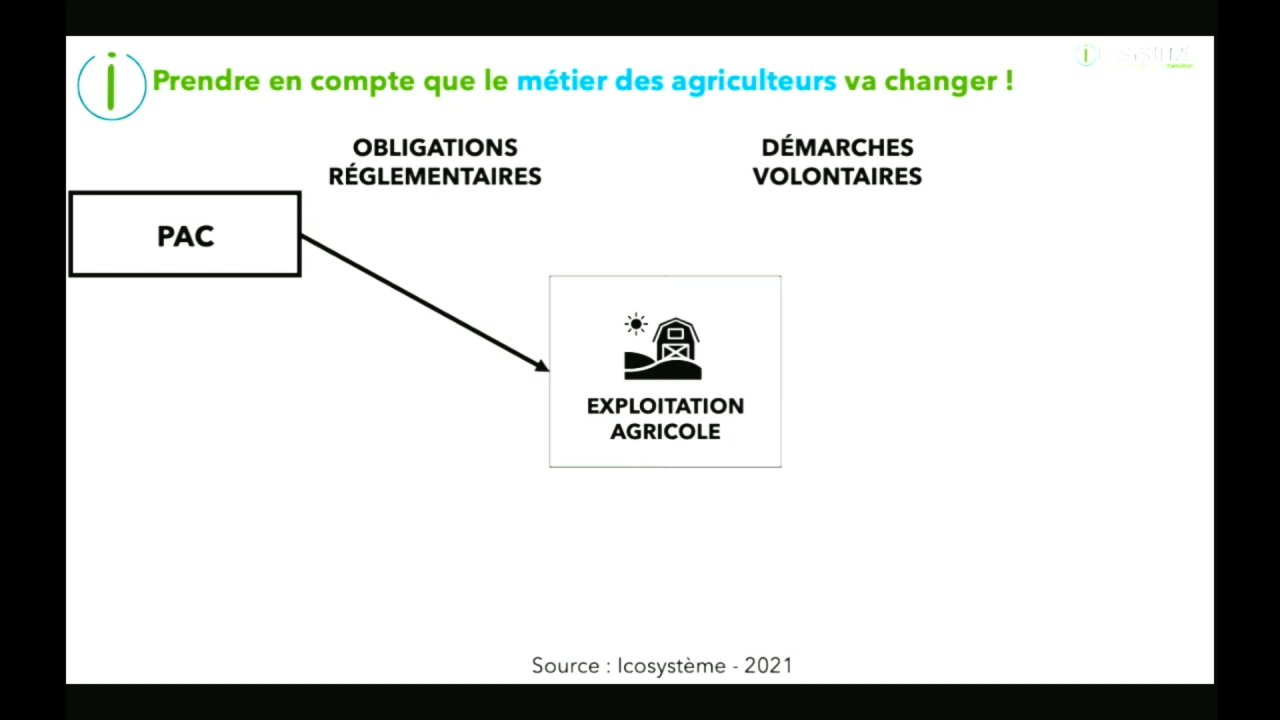 Prendre en compte que le métier des agriculteurs va changer !
OBLIGATIONS
RÉGLEMENTAIRES
DÉMARCHES
VOLONTAIRES
PAC
EXPLOITATION
AGRICOLE
Source : Icosystème - 2021